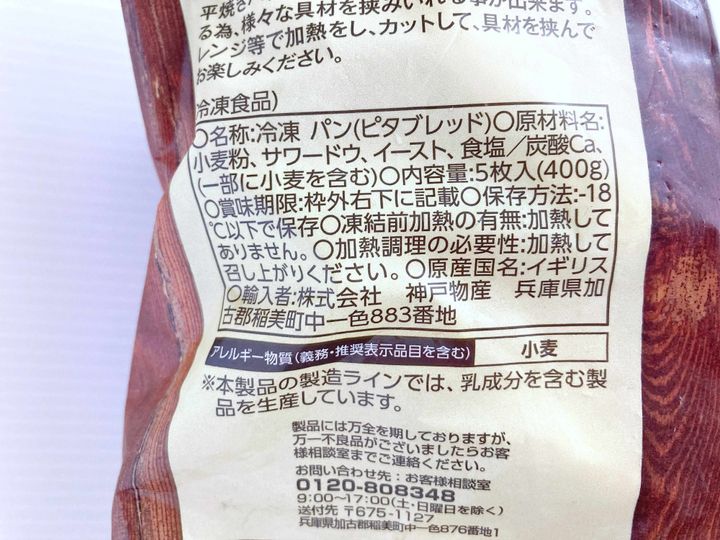 平焼き
る為、様々な具材を挟みいれる事が出来ます。
レンジ等で加熱をし、カットして、具材を挟んで
お楽しみください。
冷凍食品)
〇名称:冷凍 パン(ピタブレッド)〇原材料名:
小麦粉、サワードウ、イースト、食塩／炭酸Ca、
(一部に小麦を含む)〇内容量:5枚入(400g)
〇賞味期限:枠外右下に記載〇保存方法:-18
℃以下で保存〇凍結前加熱の有無:加熱して
ありません。〇加熱調理の必要性:加熱して
召し上がりください。〇原産国名:イギリス
〇輸入者:株式会社 神戸物産 兵庫県加
古郡稲美町中一色883番地
アレルギー物質(義務・推奨表示品目を含む) 小麦
※本製品の製造ラインでは、乳成分を含む製
品を生産しています。
製品には万全を期しておりますが、
万一不良品がございましたらお客
様相談室までご連絡ください。
お問い合わせ先：お客様相談室
0120-808348
9:00～17:00(土・日曜日を除く)
送付先 〒675-1127
兵庫県加古郡稲美町中一色876番地1